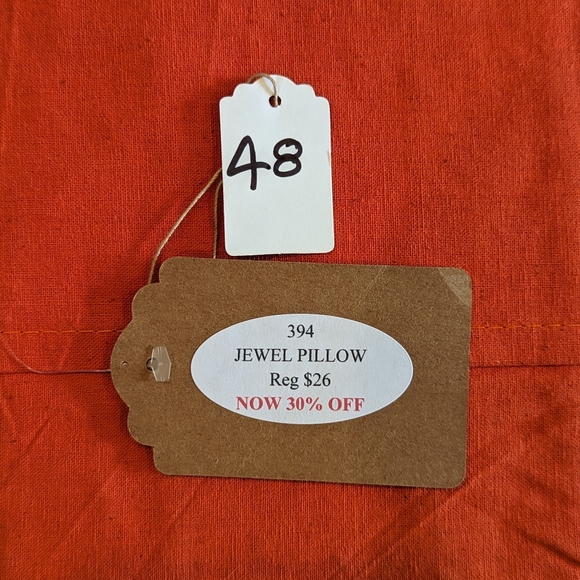 48
394
JEWEL PILLOW
Reg $26
NOW 30% OFF